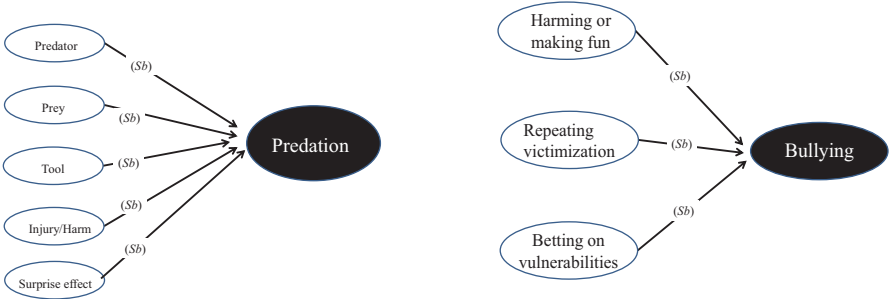 Predator
(Sb)
Prey
(Sb)
Tool
(Sb)
Injury/Harm
(Sb)
Surprise effect
(Sb)
Predation
Harming or
making fun
(Sb)
Repeating
victimization
(Sb)
Betting on
vulnerabilities
(Sb)
Bullying